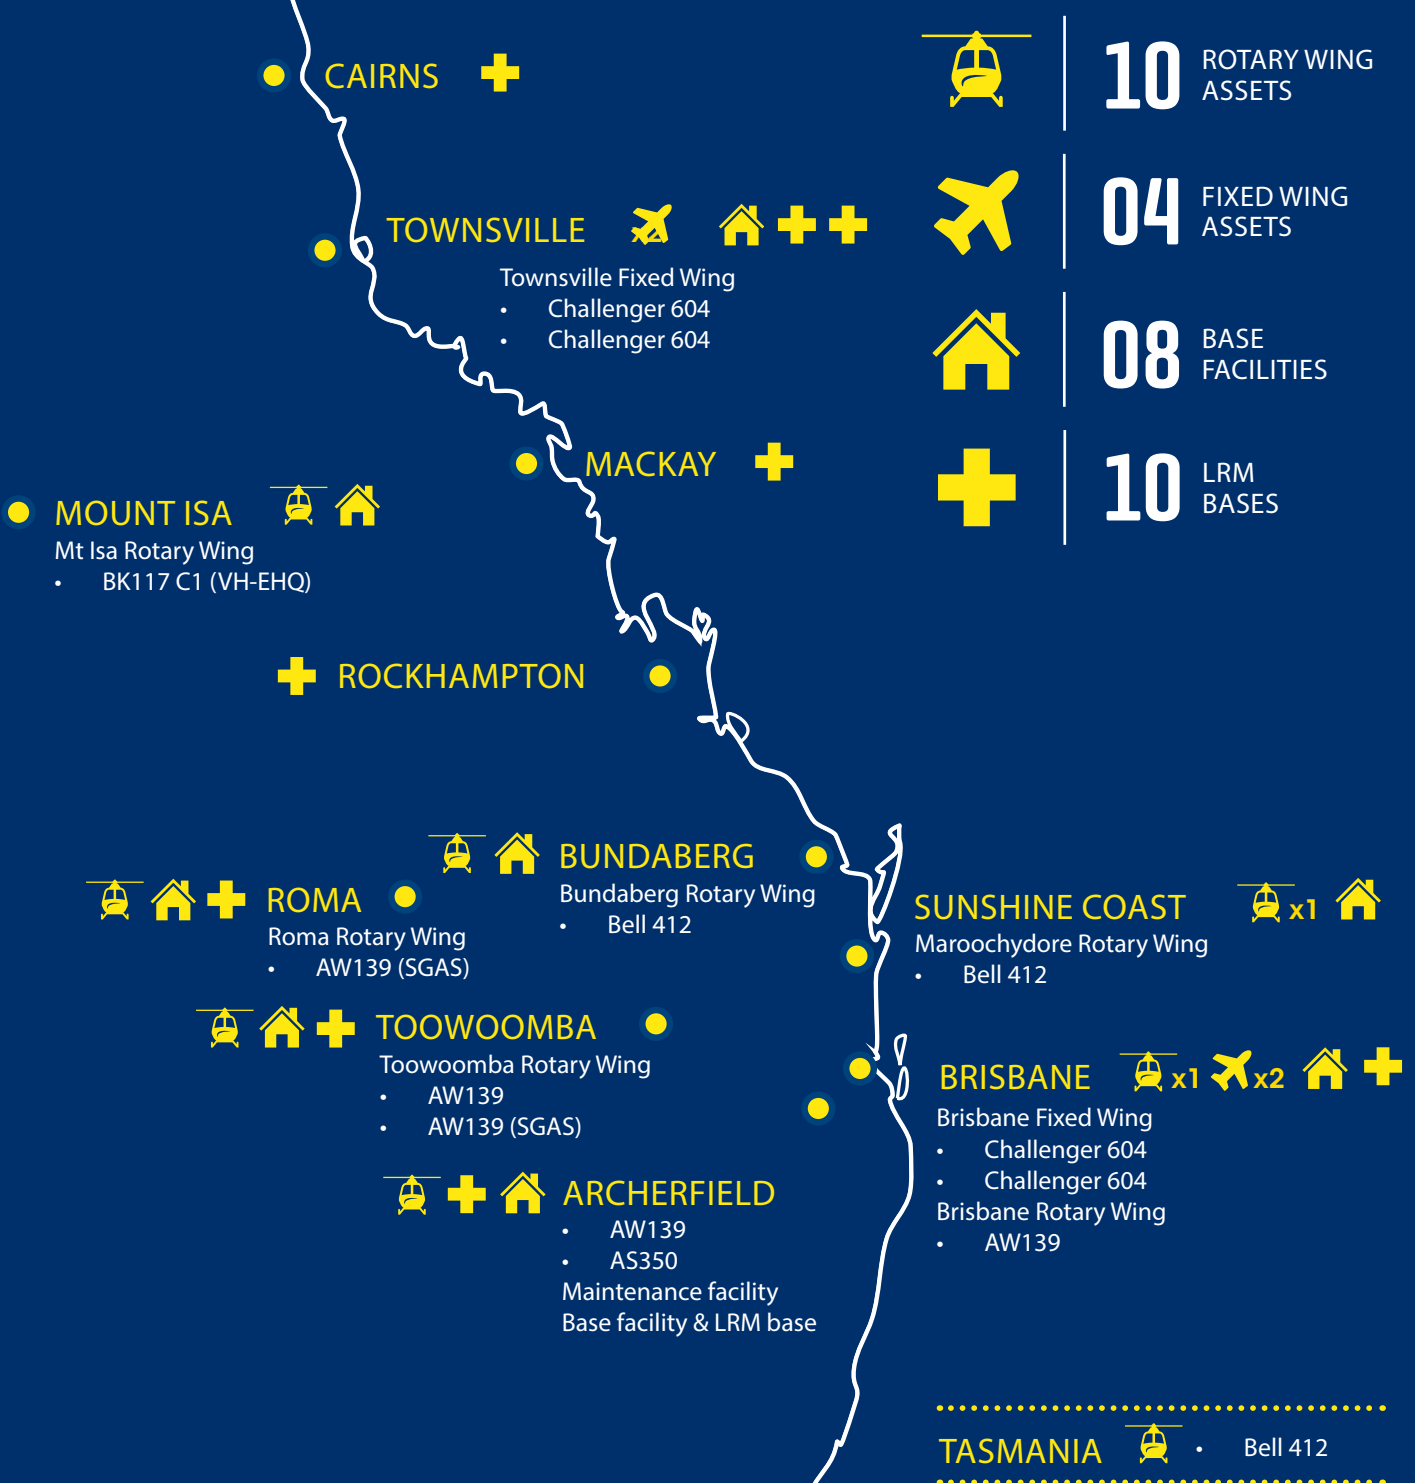 CAIRNS
TOWNSVILLE
Townsville Fixed Wing
• Challenger 604
• Challenger 604
10 ROTARY WING
ASSETS
04 FIXED WING
ASSETS
08 BASE
FACILITIES
10 LRM
BASES
MACKAY
MOUNT ISA
Mt Isa Rotary Wing
• BK117 C1 (VH-EHQ)
ROCKHAMPTON
BUNDABERG
Bundaberg Rotary Wing
• Bell 412
ROMA
Roma Rotary Wing
• AW139 (SGAS)
SUNSHINE COAST x1
Maroochydore Rotary Wing
• Bell 412
TOOWOOMBA
Toowoomba Rotary Wing
• AW139
• AW139 (SGAS)
BRISBANE x1 x2
Brisbane Fixed Wing
• Challenger 604
• Challenger 604
Brisbane Rotary Wing
• AW139
ARCHERFIELD
• AW139
• AS350
Maintenance facility
Base facility & LRM base
TASMANIA • Bell 412